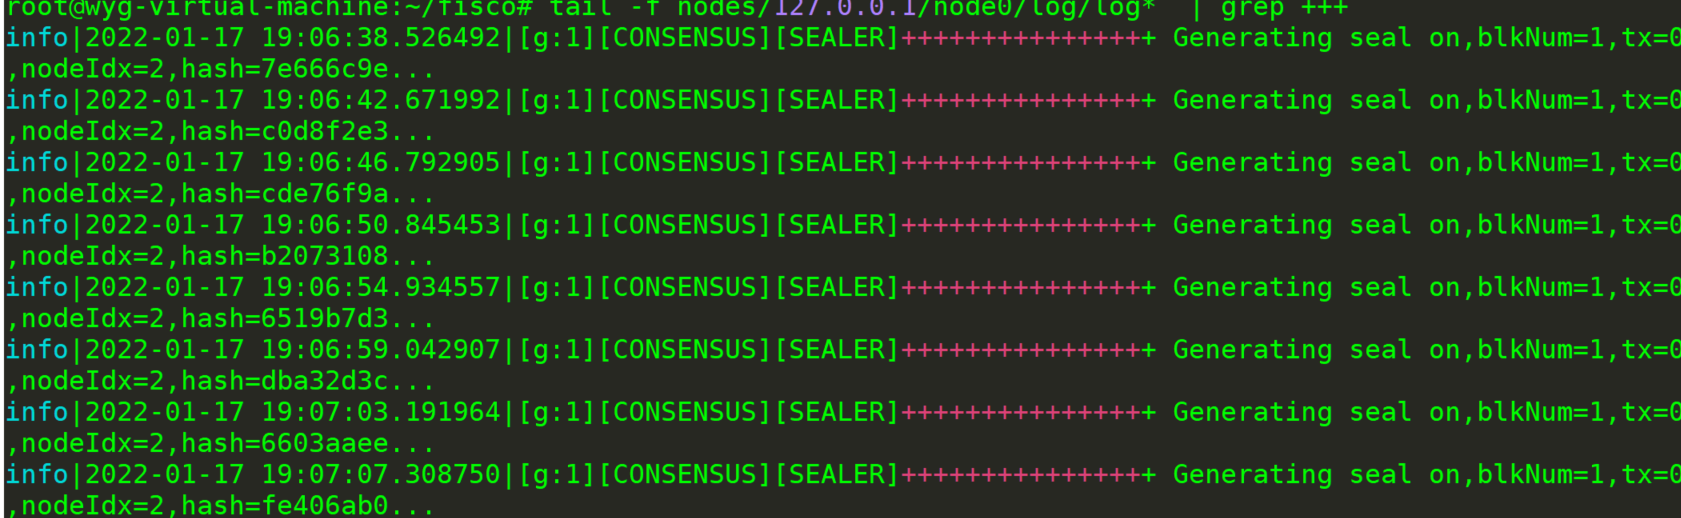 root@wyg-virtual-machine:~/fisco# tail -f nodes/127.0.0.1/node0/log/log*  | grep +++
info|2022-01-17 19:06:38.526492|[g:1][CONSENSUS][SEALER]++++++++++++++++ Generating seal on,blkNum=1,tx=0
,nodeIdx=2,hash=7e666c9e...
info|2022-01-17 19:06:42.671992|[g:1][CONSENSUS][SEALER]++++++++++++++++ Generating seal on,blkNum=1,tx=0
,nodeIdx=2,hash=c0d8f2e3...
info|2022-01-17 19:06:46.792905|[g:1][CONSENSUS][SEALER]++++++++++++++++ Generating seal on,blkNum=1,tx=0
,nodeIdx=2,hash=cde76f9a...
info|2022-01-17 19:06:50.845453|[g:1][CONSENSUS][SEALER]++++++++++++++++ Generating seal on,blkNum=1,tx=0
,nodeIdx=2,hash=b2073108...
info|2022-01-17 19:06:54.934557|[g:1][CONSENSUS][SEALER]++++++++++++++++ Generating seal on,blkNum=1,tx=0
,nodeIdx=2,hash=6519b7d3...
info|2022-01-17 19:06:59.042907|[g:1][CONSENSUS][SEALER]++++++++++++++++ Generating seal on,blkNum=1,tx=0
,nodeIdx=2,hash=dba32d3c...
info|2022-01-17 19:07:03.191964|[g:1][CONSENSUS][SEALER]++++++++++++++++ Generating seal on,blkNum=1,tx=0
,nodeIdx=2,hash=6603aaee...
info|2022-01-17 19:07:07.308750|[g:1][CONSENSUS][SEALER]++++++++++++++++ Generating seal on,blkNum=1,tx=0
,nodeIdx=2,hash=fe406ab0...